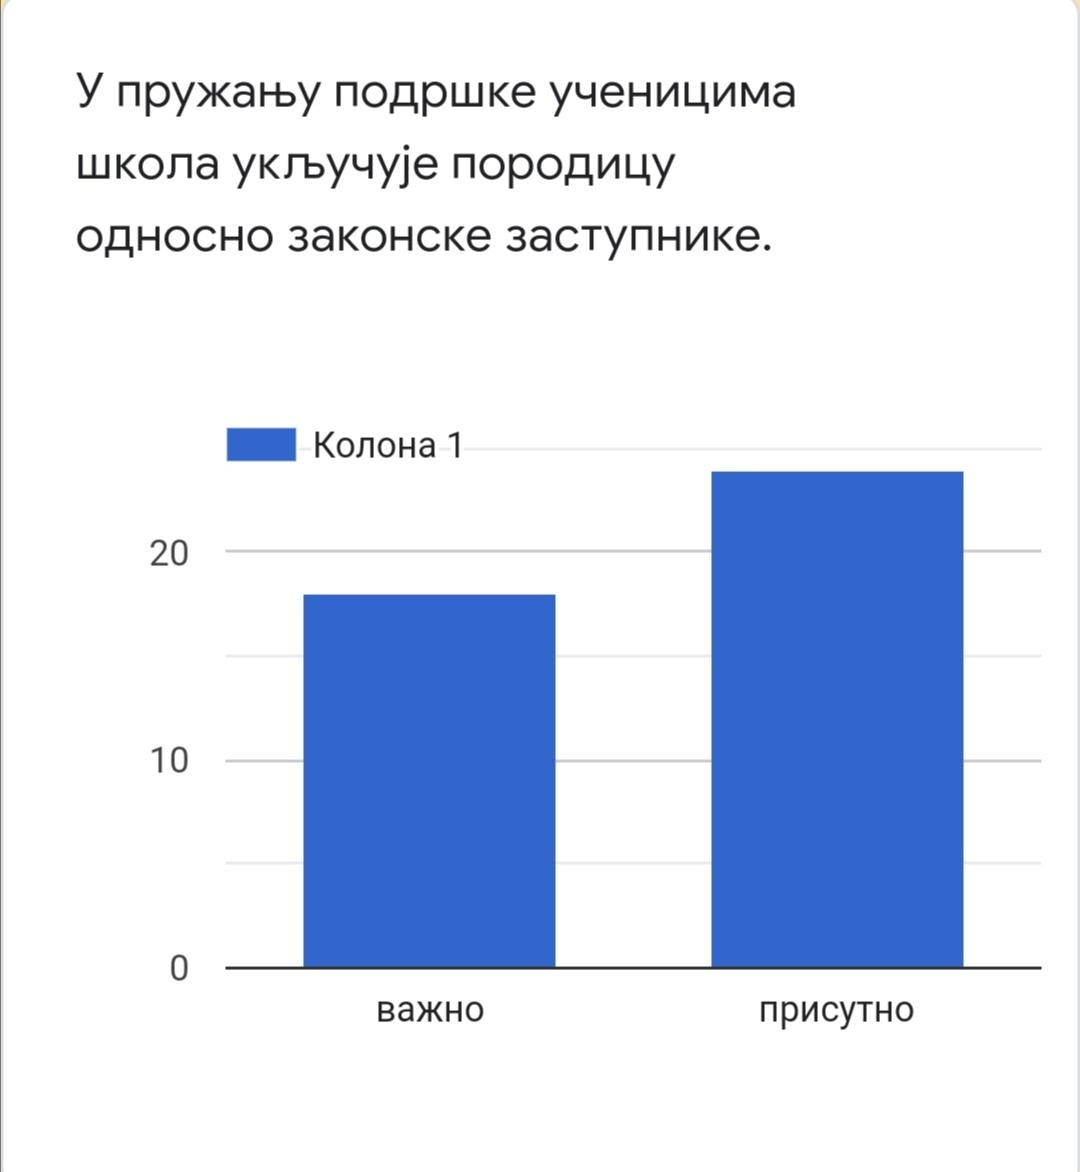 У пружању подршке ученицима
школа укључује породицу
односно законске заступнике.
Колона 1
20
10
0
важно
присутно